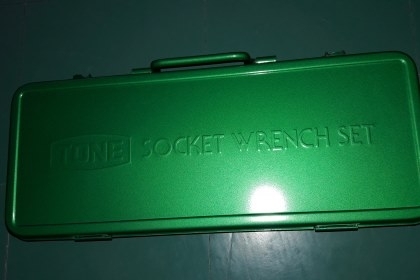 TONE SOCKET WRENCH SET